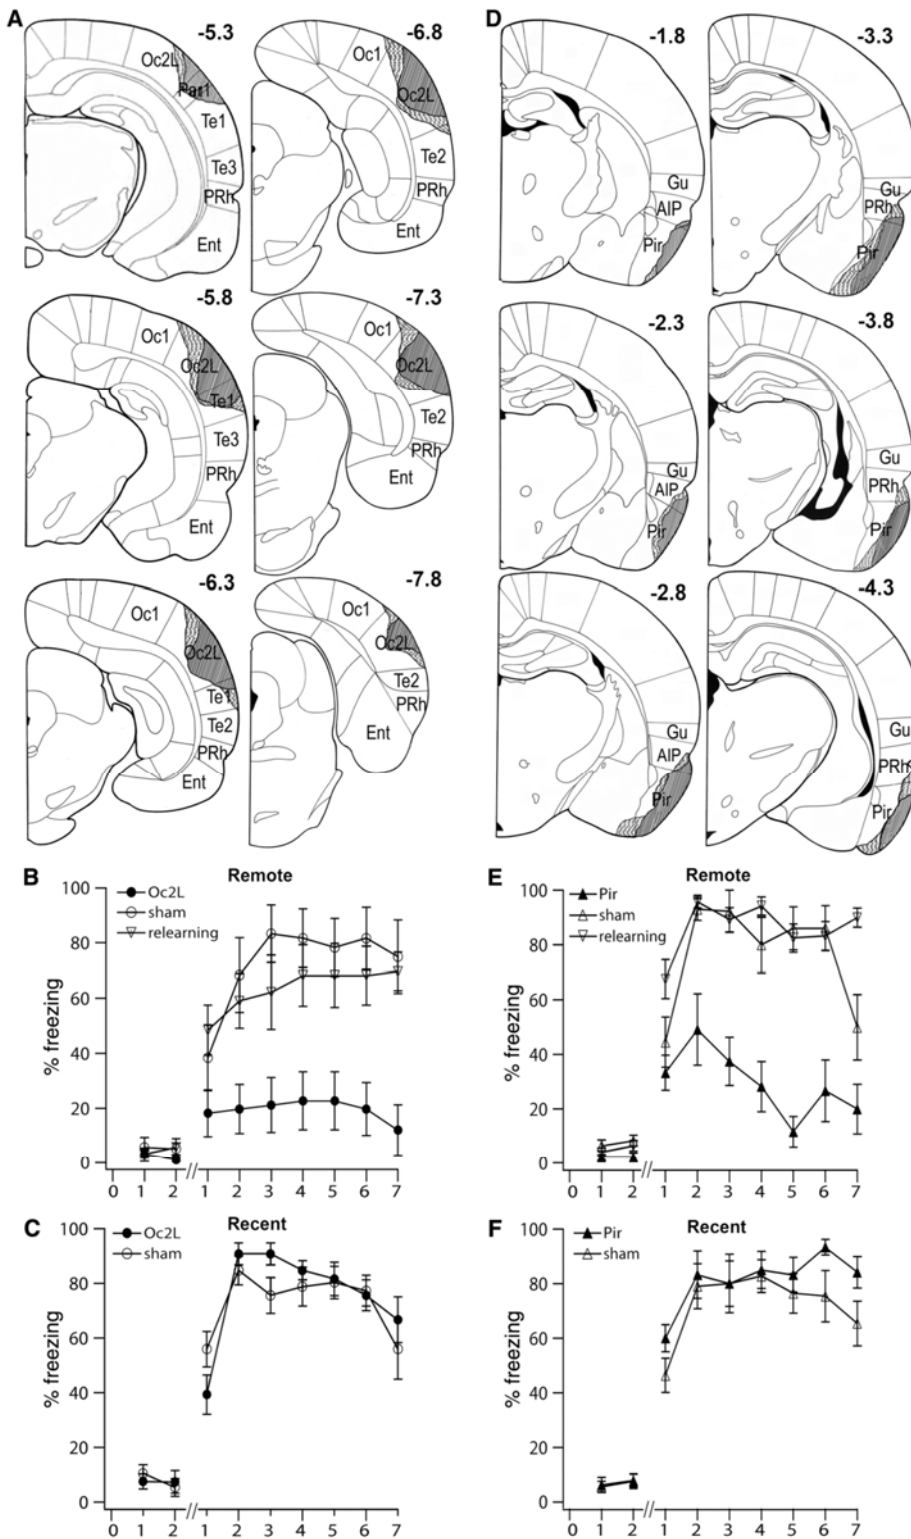 A
-5.3
Oc2L
Par1
Te1
Te3
PRh
Ent
-6.8
Oc1
Oc2L
Te2
PRh
Ent
-5.8
Oc1
Oc2L
Te1
Te3
PRh
Ent
-7.3
Oc1
Oc2L
Te2
PRh
Ent
-6.3
Oc1
Oc2L
Te1
Te2
PRh
Ent
-7.8
Oc1
Oc2L
Te2
PRh
Ent
D
-1.8
Gu
AIP
Pir
-3.3
Gu
PRh
Pir
-2.3
Gu
AIP
Pir
-3.8
Gu
PRh
Pir
-2.8
Gu
AIP
Pir
-4.3
Gu
PRh
Pir
B
Remote
Oc2L
sham
relearning
% freezing
100
80
60
40
20
0
0 1 2 // 1 2 3 4 5 6 7
C
Recent
Oc2L
sham
% freezing
100
80
60
40
20
0
0 1 2 // 1 2 3 4 5 6 7
E
Remote
Pir
sham
relearning
% freezing
100
80
60
40
20
0
0 1 2 // 1 2 3 4 5 6 7
F
Recent
Pir
sham
% freezing
100
80
60
40
20
0
0 1 2 // 1 2 3 4 5 6 7